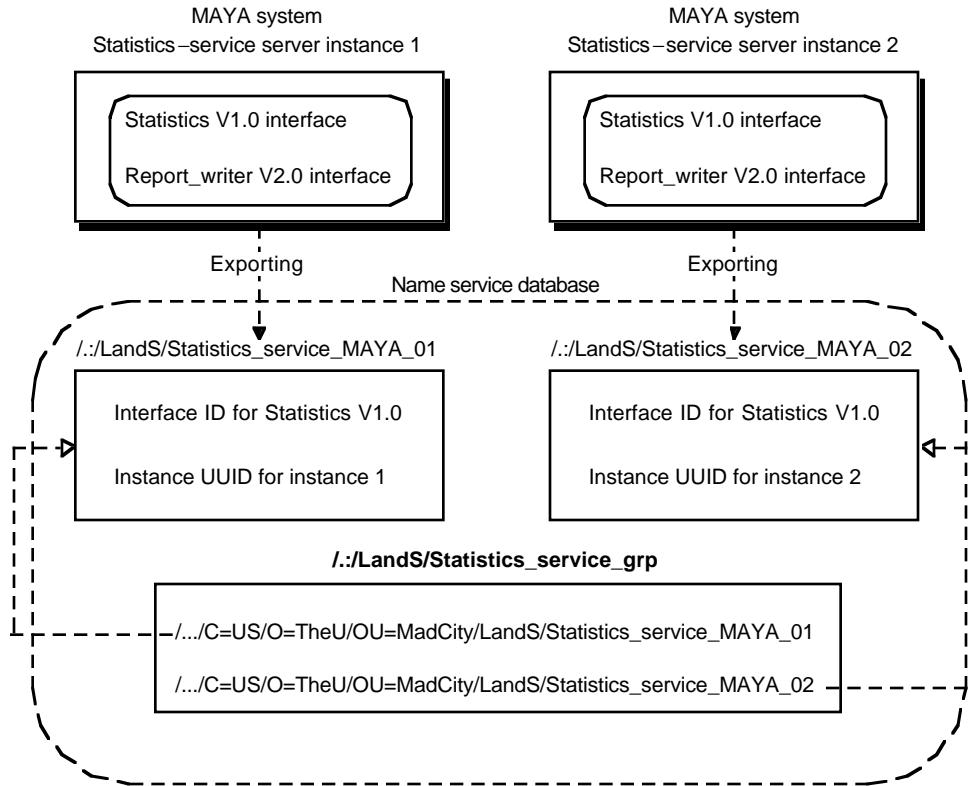 MAYA system
Statistics–service server instance 1
Statistics V1.0 interface
Report_writer V2.0 interface
MAYA system
Statistics–service server instance 2
Statistics V1.0 interface
Report_writer V2.0 interface
Exporting
Exporting
Name service database
/.:/LandS/Statistics_service_MAYA_01
Interface ID for Statistics V1.0
Instance UUID for instance 1
/.:/LandS/Statistics_service_MAYA_02
Interface ID for Statistics V1.0
Instance UUID for instance 2
/.:/LandS/Statistics_service_grp
/.../C=US/O=TheU/OU=MadCity/LandS/Statistics_service_MAYA_01
/.../C=US/O=TheU/OU=MadCity/LandS/Statistics_service_MAYA_02